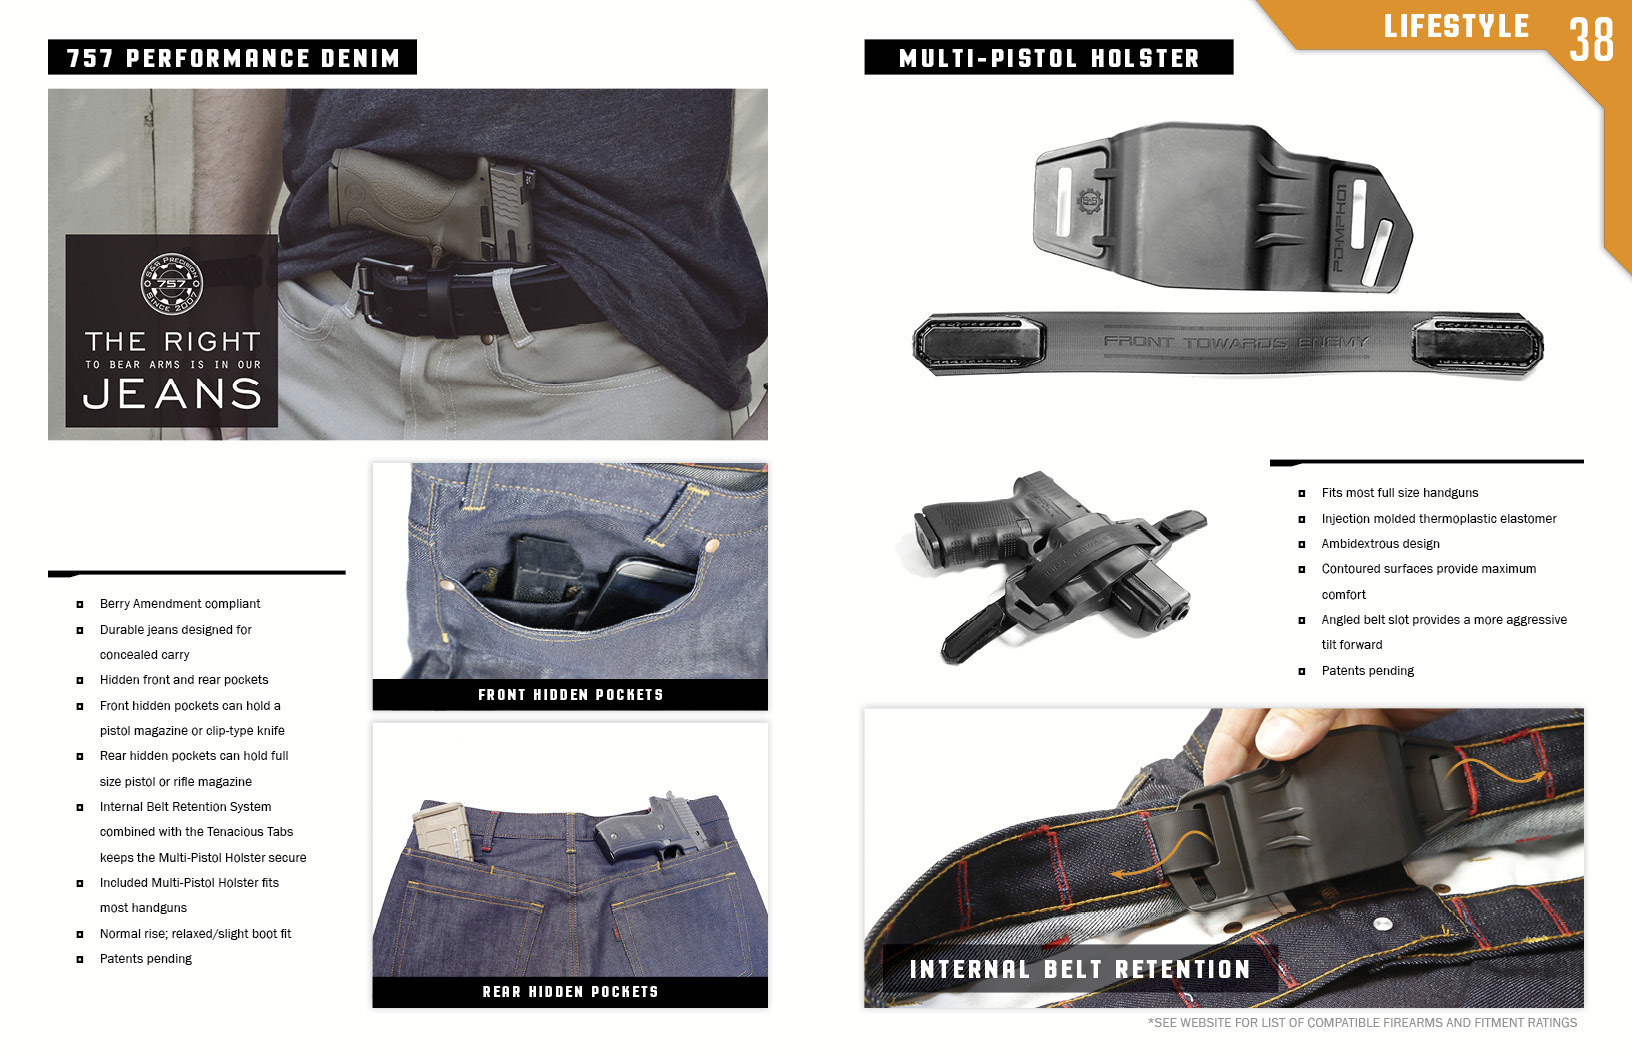 757 PERFORMANCE DENIM
S&S PRECISION
757
SINCE 2007
THE RIGHT
TO BEAR ARMS IS IN OUR
JEANS
Berry Amendment compliant
Durable jeans designed for
concealed carry
Hidden front and rear pockets
Front hidden pockets can hold a
pistol magazine or clip-type knife
Rear hidden pockets can hold full
size pistol or rifle magazine
Internal Belt Retention System
combined with the Tenacious Tabs
keeps the Multi-Pistol Holster secure
Included Multi-Pistol Holster fits
most handguns
Normal rise; relaxed/slight boot fit
Patents pending
FRONT HIDDEN POCKETS
REAR HIDDEN POCKETS
LIFESTYLE
38
MULTI-PISTOL HOLSTER
S&S
PD-MPH01
FRONT TOWARDS ENEMY
Fits most full size handguns
Injection molded thermoplastic elastomer
Ambidextrous design
Contoured surfaces provide maximum
comfort
Angled belt slot provides a more aggressive
tilt forward
Patents pending
INTERNAL BELT RETENTION
*SEE WEBSITE FOR LIST OF COMPATIBLE FIREARMS AND FITMENT RATINGS